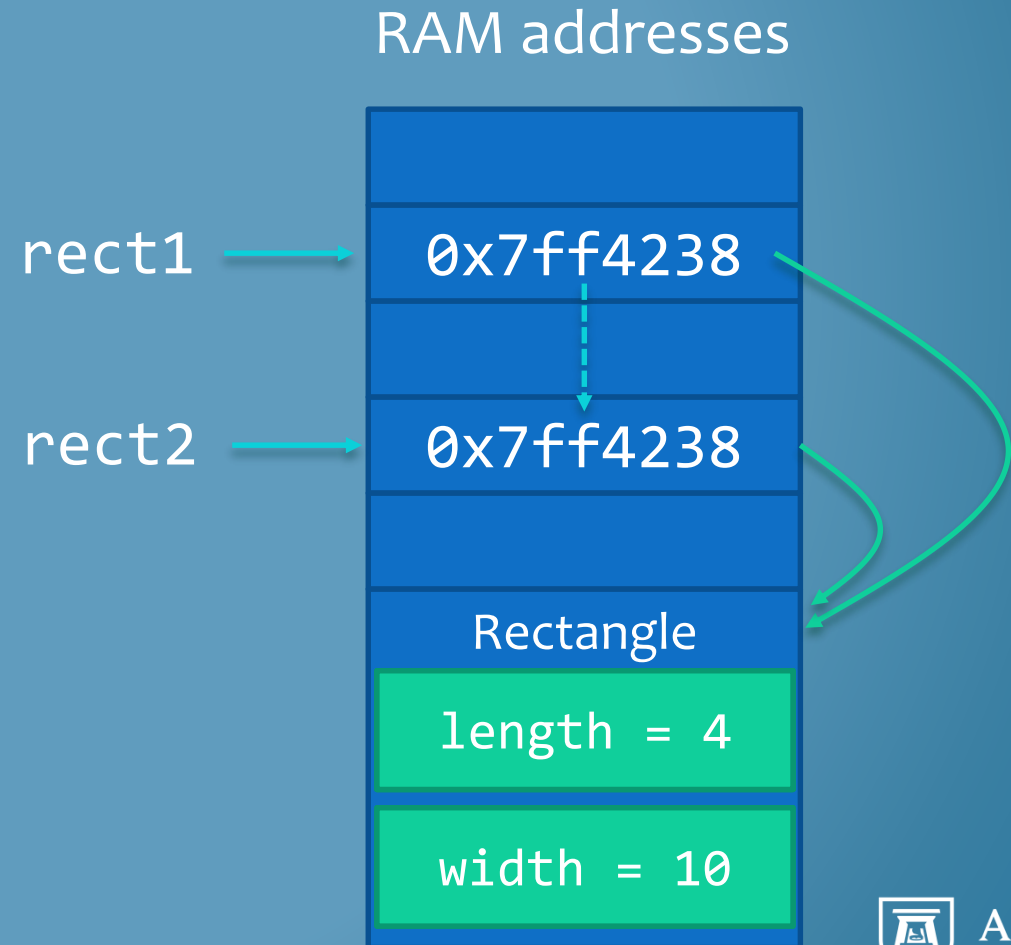 RAM addresses
rect1
0x7ff4238
rect2
0x7ff4238
Rectangle
length = 4
width = 10
A